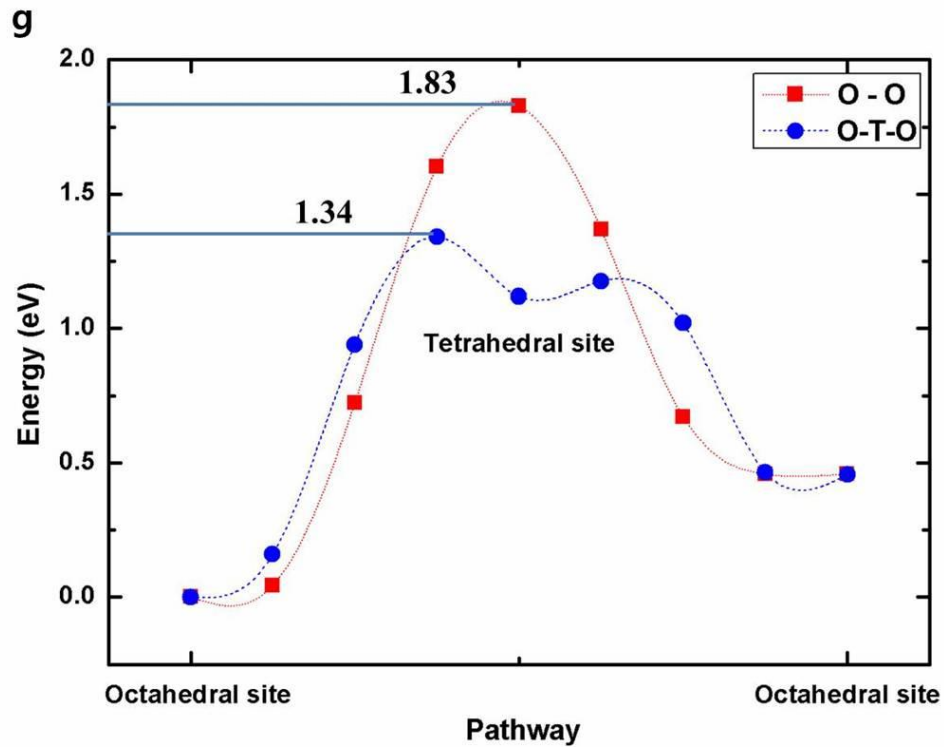 g
2.0
1.83
O - O
O-T-O
1.5
1.34
1.0
Tetrahedral site
0.5
0.0
Energy (eV)
Octahedral site
Octahedral site
Pathway